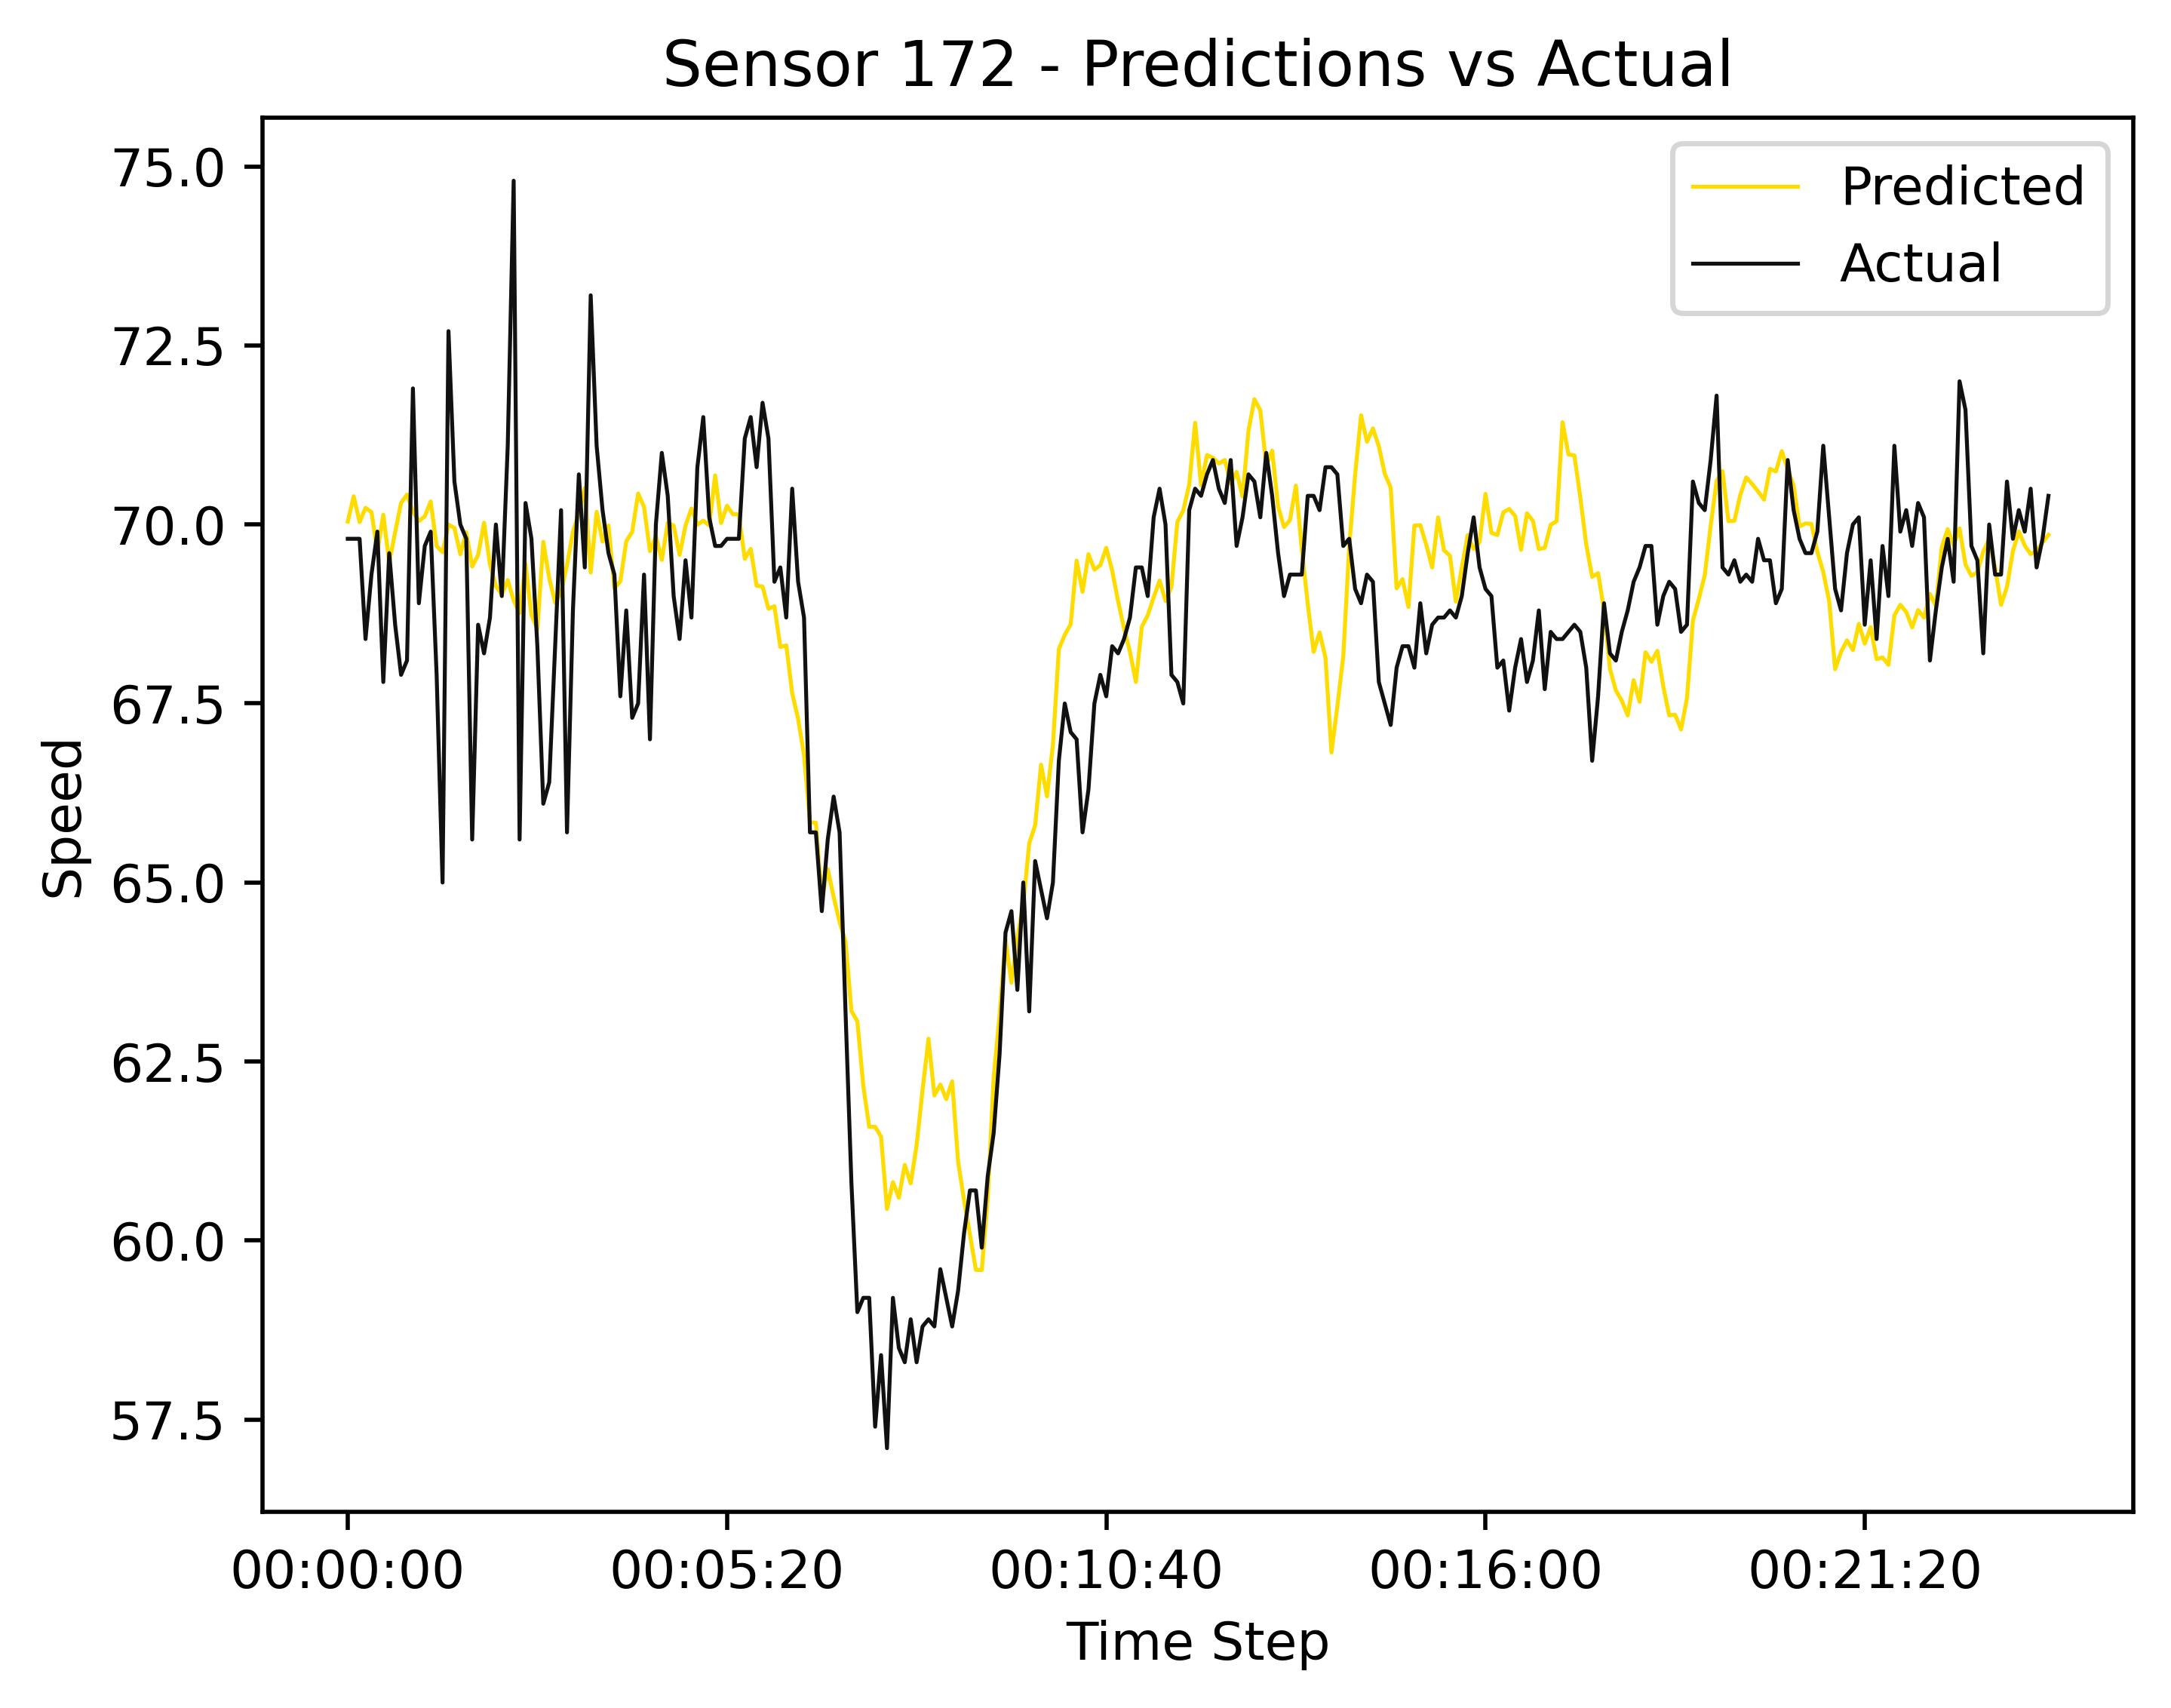 Sensor 172 - Predictions vs Actual
Predicted
Actual
75.0
72.5
70.0
67.5
65.0
62.5
60.0
57.5
Speed
00:00:00 00:05:20 00:10:40 00:16:00 00:21:20
Time Step